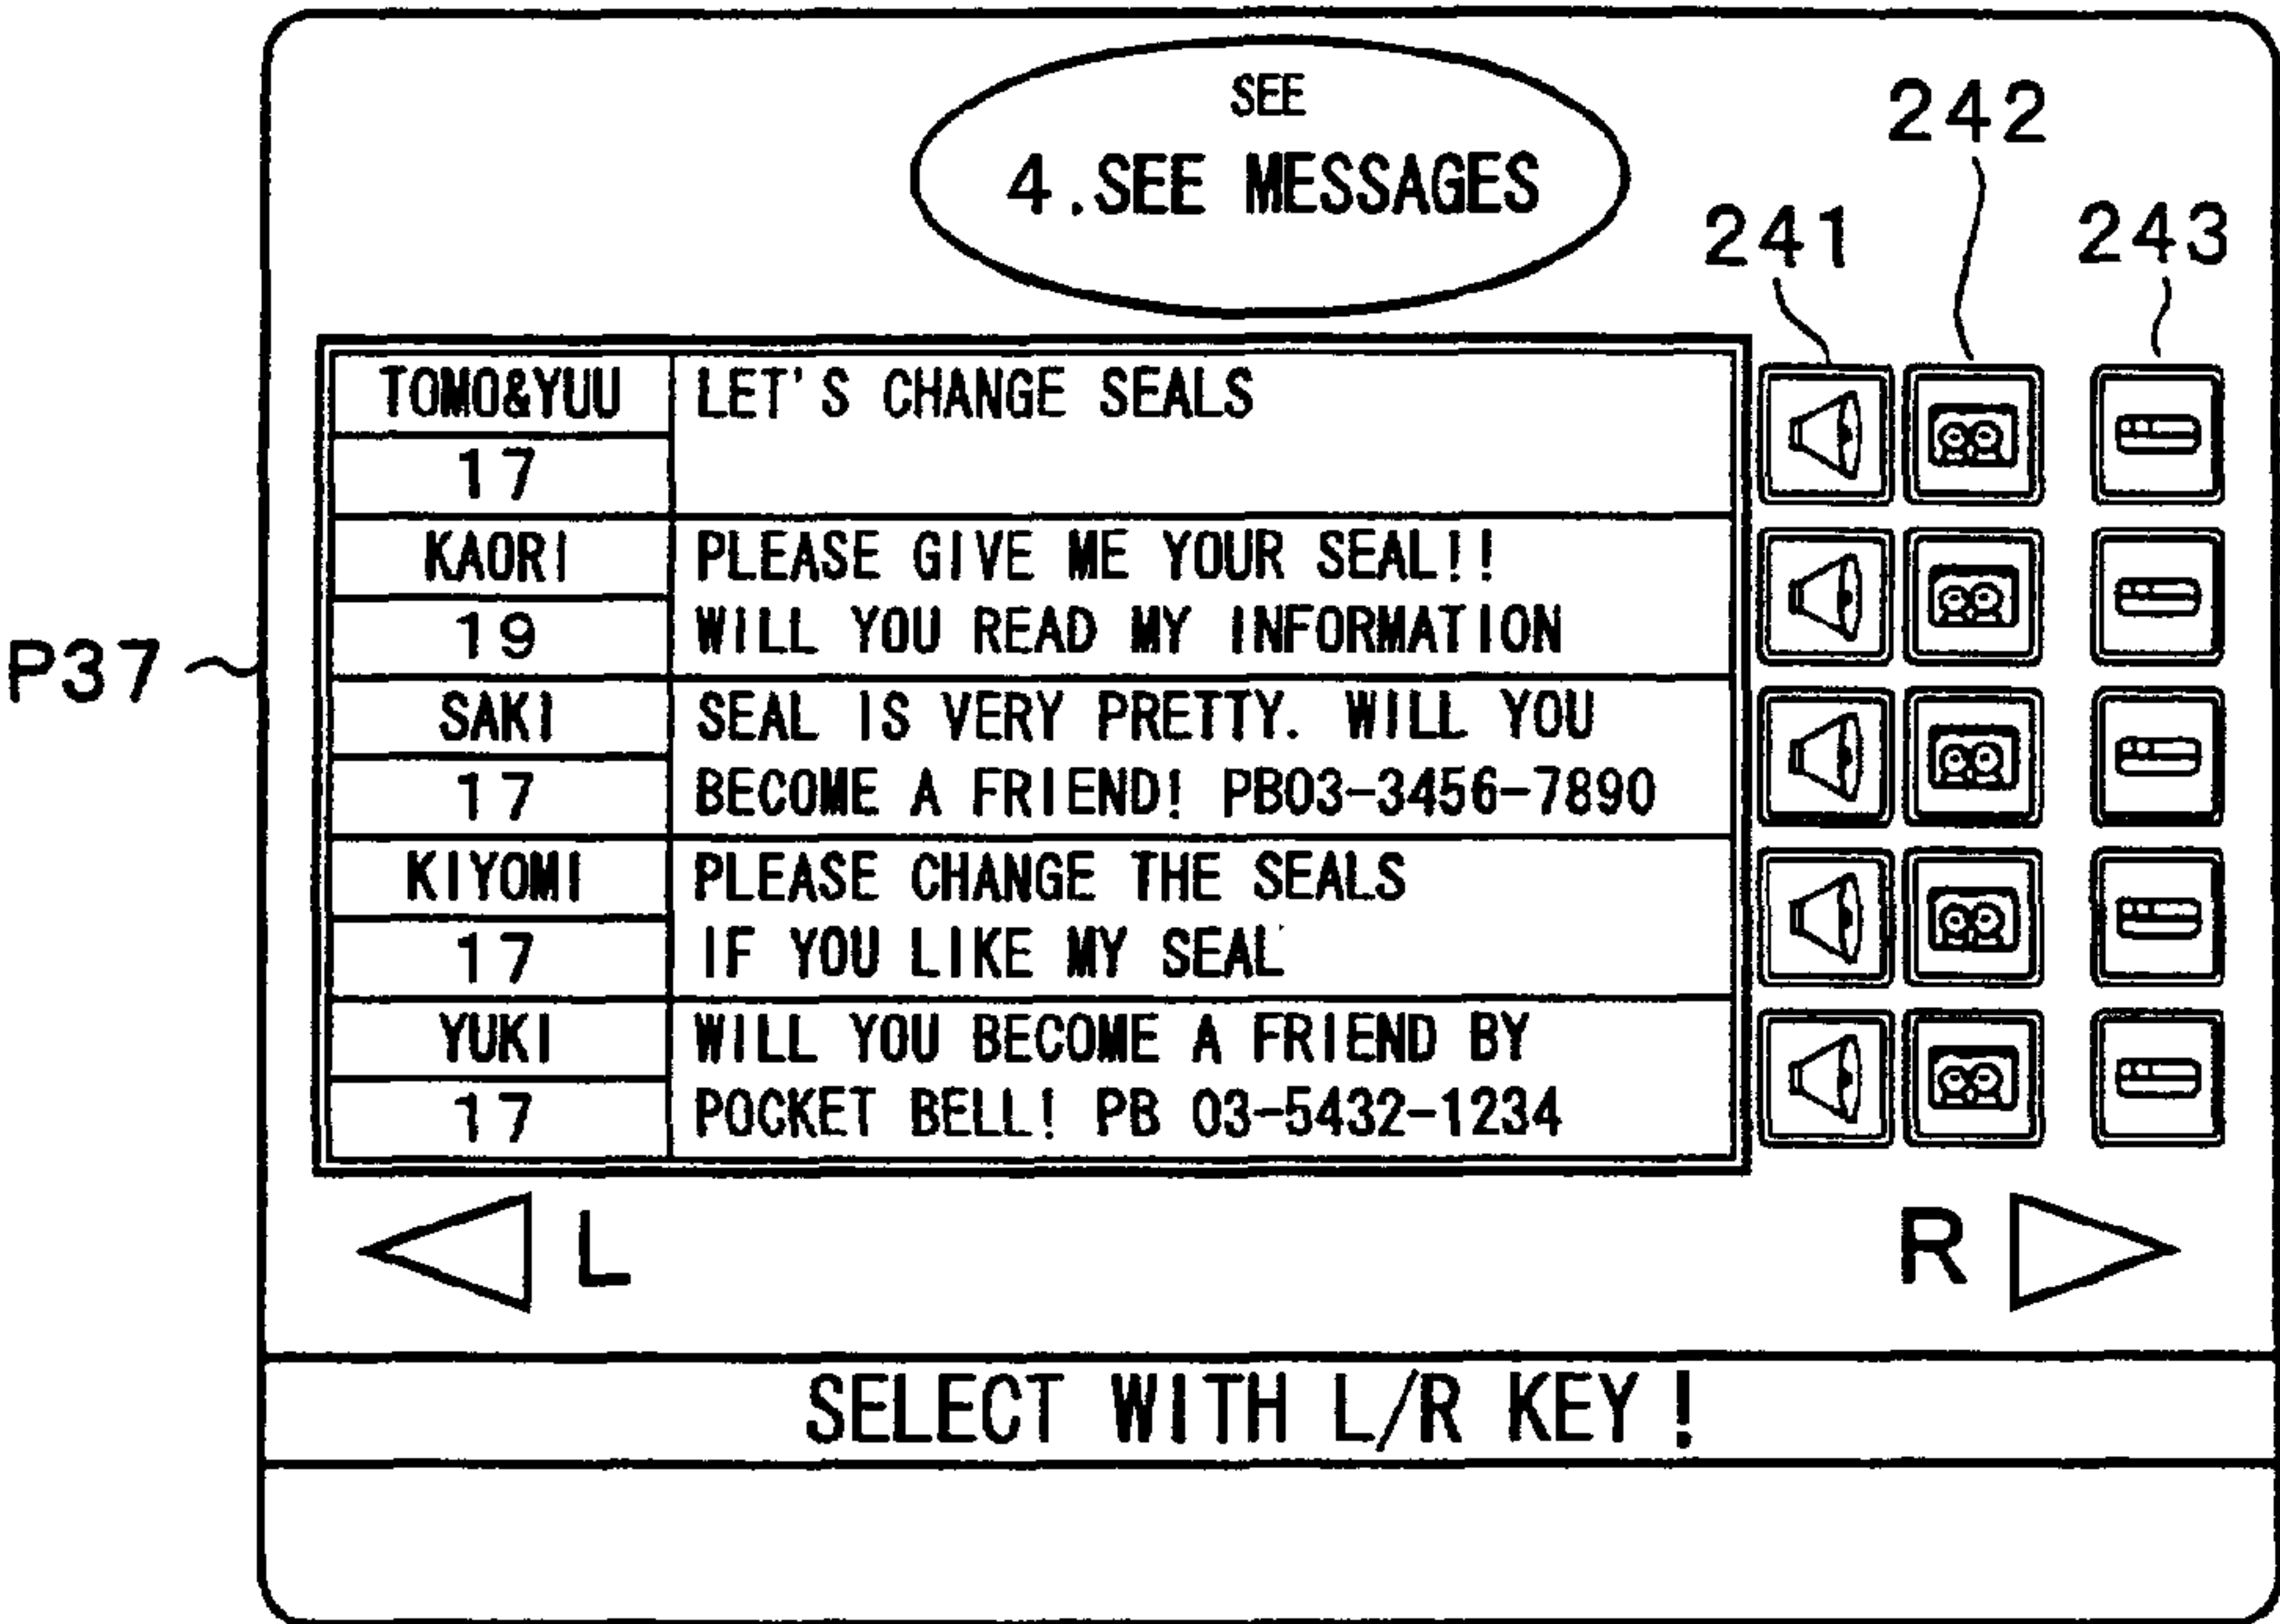 SEE
4.SEE MESSAGES
242
241
243
TOMO&YUU
17
LET'S CHANGE SEALS
KAORI
19
PLEASE GIVE ME YOUR SEAL!!
WILL YOU READ MY INFORMATION
P37
SAKI
17
SEAL IS VERY PRETTY. WILL YOU
BECOME A FRIEND! PB03-3456-7890
KIYOMI
17
PLEASE CHANGE THE SEALS
IF YOU LIKE MY SEAL
YUKI
17
WILL YOU BECOME A FRIEND BY
POCKET BELL! PB 03-5432-1234
L
R
SELECT WITH L/R KEY!